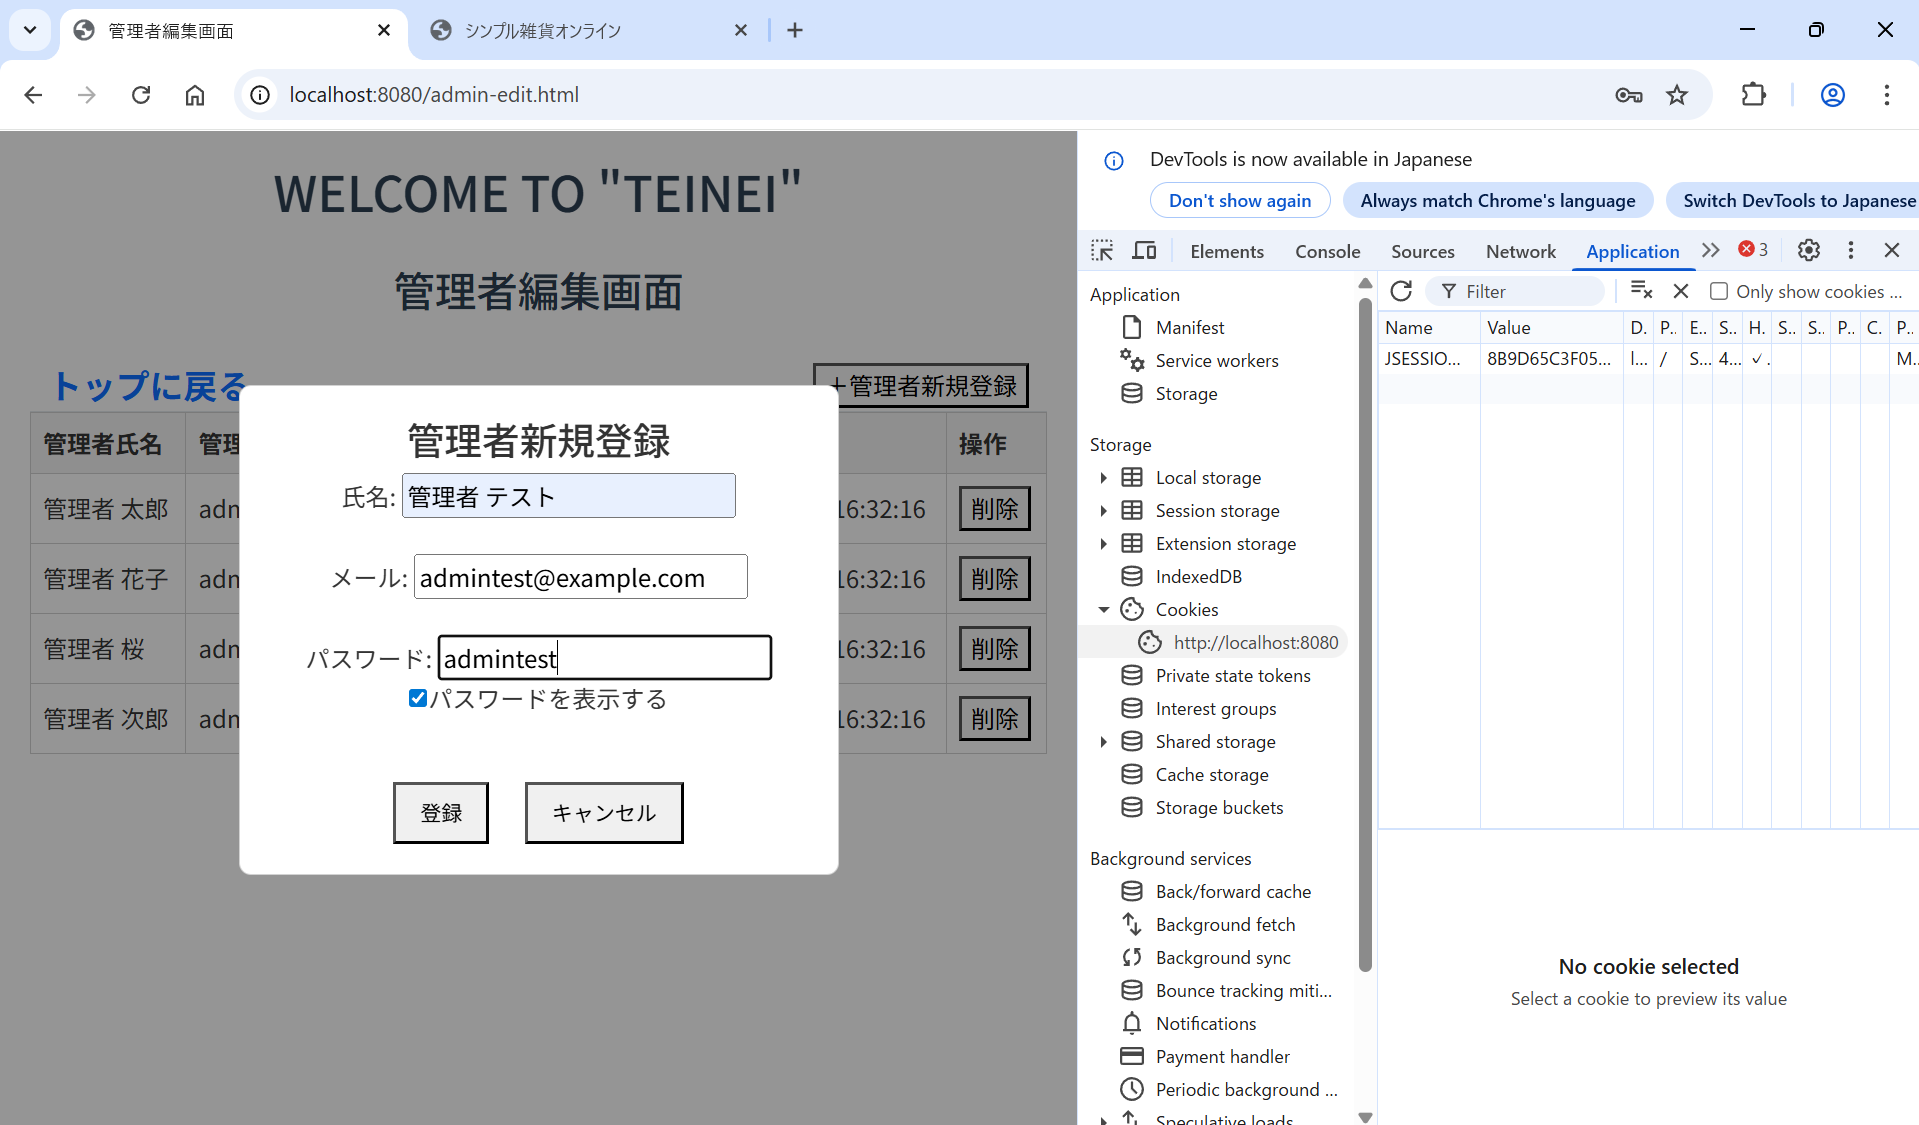 管理者編集画面
シンプル雑貨オンライン
localhost:8080/admin-edit.html
WELCOME TO "TEINEI"
管理者編集画面
トップに戻る
＋管理者新規登録
管理者氏名 管理 操作
管理者 太郎 adm 16:32:16 削除
管理者 花子 adm 16:32:16 削除
管理者 桜 adm 16:32:16 削除
管理者 次郎 adm 16:32:16 削除
管理者新規登録
氏名: 管理者 テスト
メール: admintest@example.com
パスワード: admintest
パスワードを表示する
登録 キャンセル
DevTools is now available in Japanese
Don't show again Always match Chrome's language Switch DevTools to Japanese
Elements Console Sources Network Application 3
Application
Manifest
Service workers
Storage
Storage
Local storage
Session storage
Extension storage
IndexedDB
Cookies
http://localhost:8080
Private state tokens
Interest groups
Shared storage
Cache storage
Storage buckets
Background services
Back/forward cache
Background fetch
Background sync
Bounce tracking miti...
Notifications
Payment handler
Periodic background ...
Speculative loads
Filter Only show cookies ...
Name Value D. P.. E.. S.. H. S.. S.. P.. C. P..
JSESSIO... 8B9D65C3F05... l... / S... 4... ✓ . M...
No cookie selected
Select a cookie to preview its value